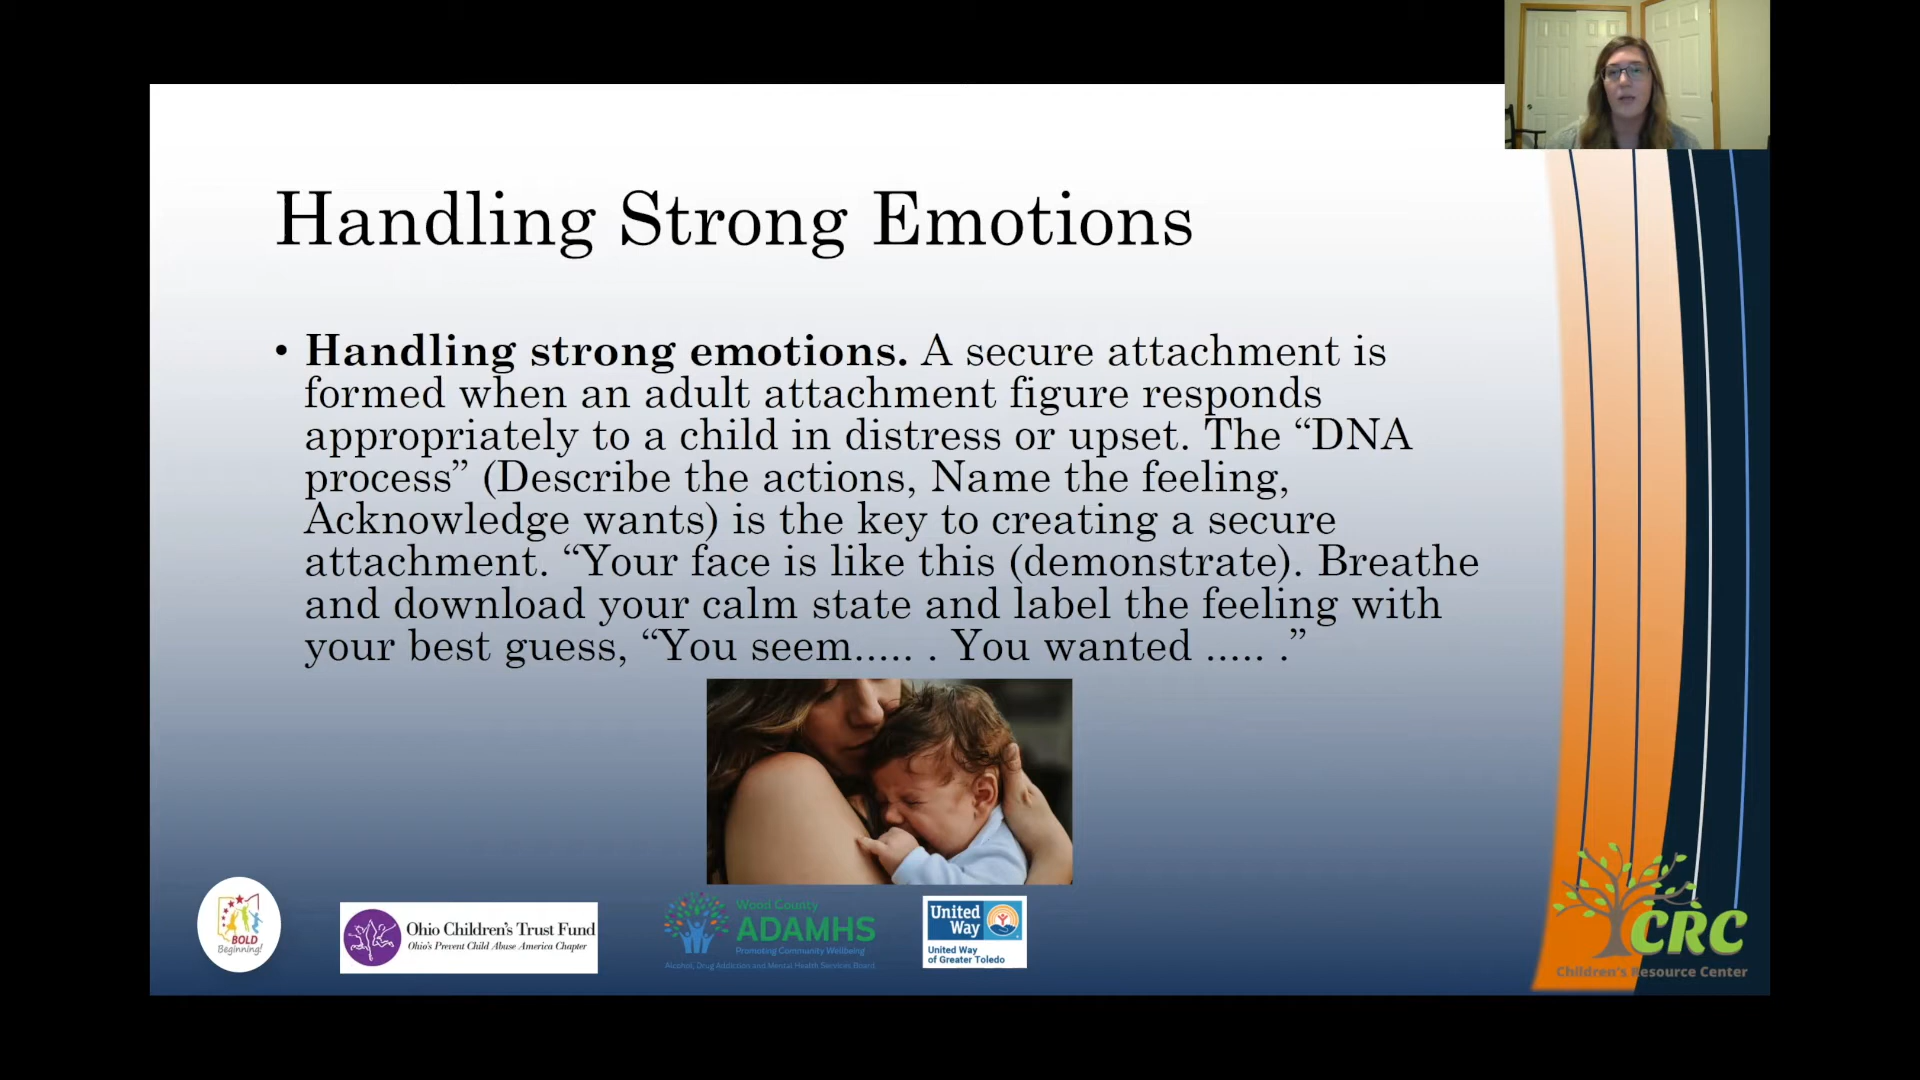 Handling Strong Emotions
• Handling strong emotions. A secure attachment is
formed when an adult attachment figure responds
appropriately to a child in distress or upset. The “DNA
process” (Describe the actions, Name the feeling,
Acknowledge wants) is the key to creating a secure
attachment. “Your face is like this (demonstrate). Breathe
and download your calm state and label the feeling with
your best guess, “You seem..... . You wanted ..... .”
BOLD
Beginning!
Ohio Children's Trust Fund
Ohio's Prevent Child Abuse America Chapter
Wood County
ADAMHS
Promoting Community Wellbeing
Alcohol, Drug Addiction and Mental Health Services Board
United
Way
United Way
of Greater Toledo
CRC
Children's Resource Center